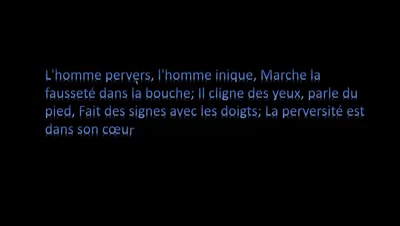 L'homme pervers, l'homme inique, Marche la
fausseté dans la bouche; Il cligne des yeux, parle du
pied, Fait des signes avec les doigts; La perversité est
dans son cœur